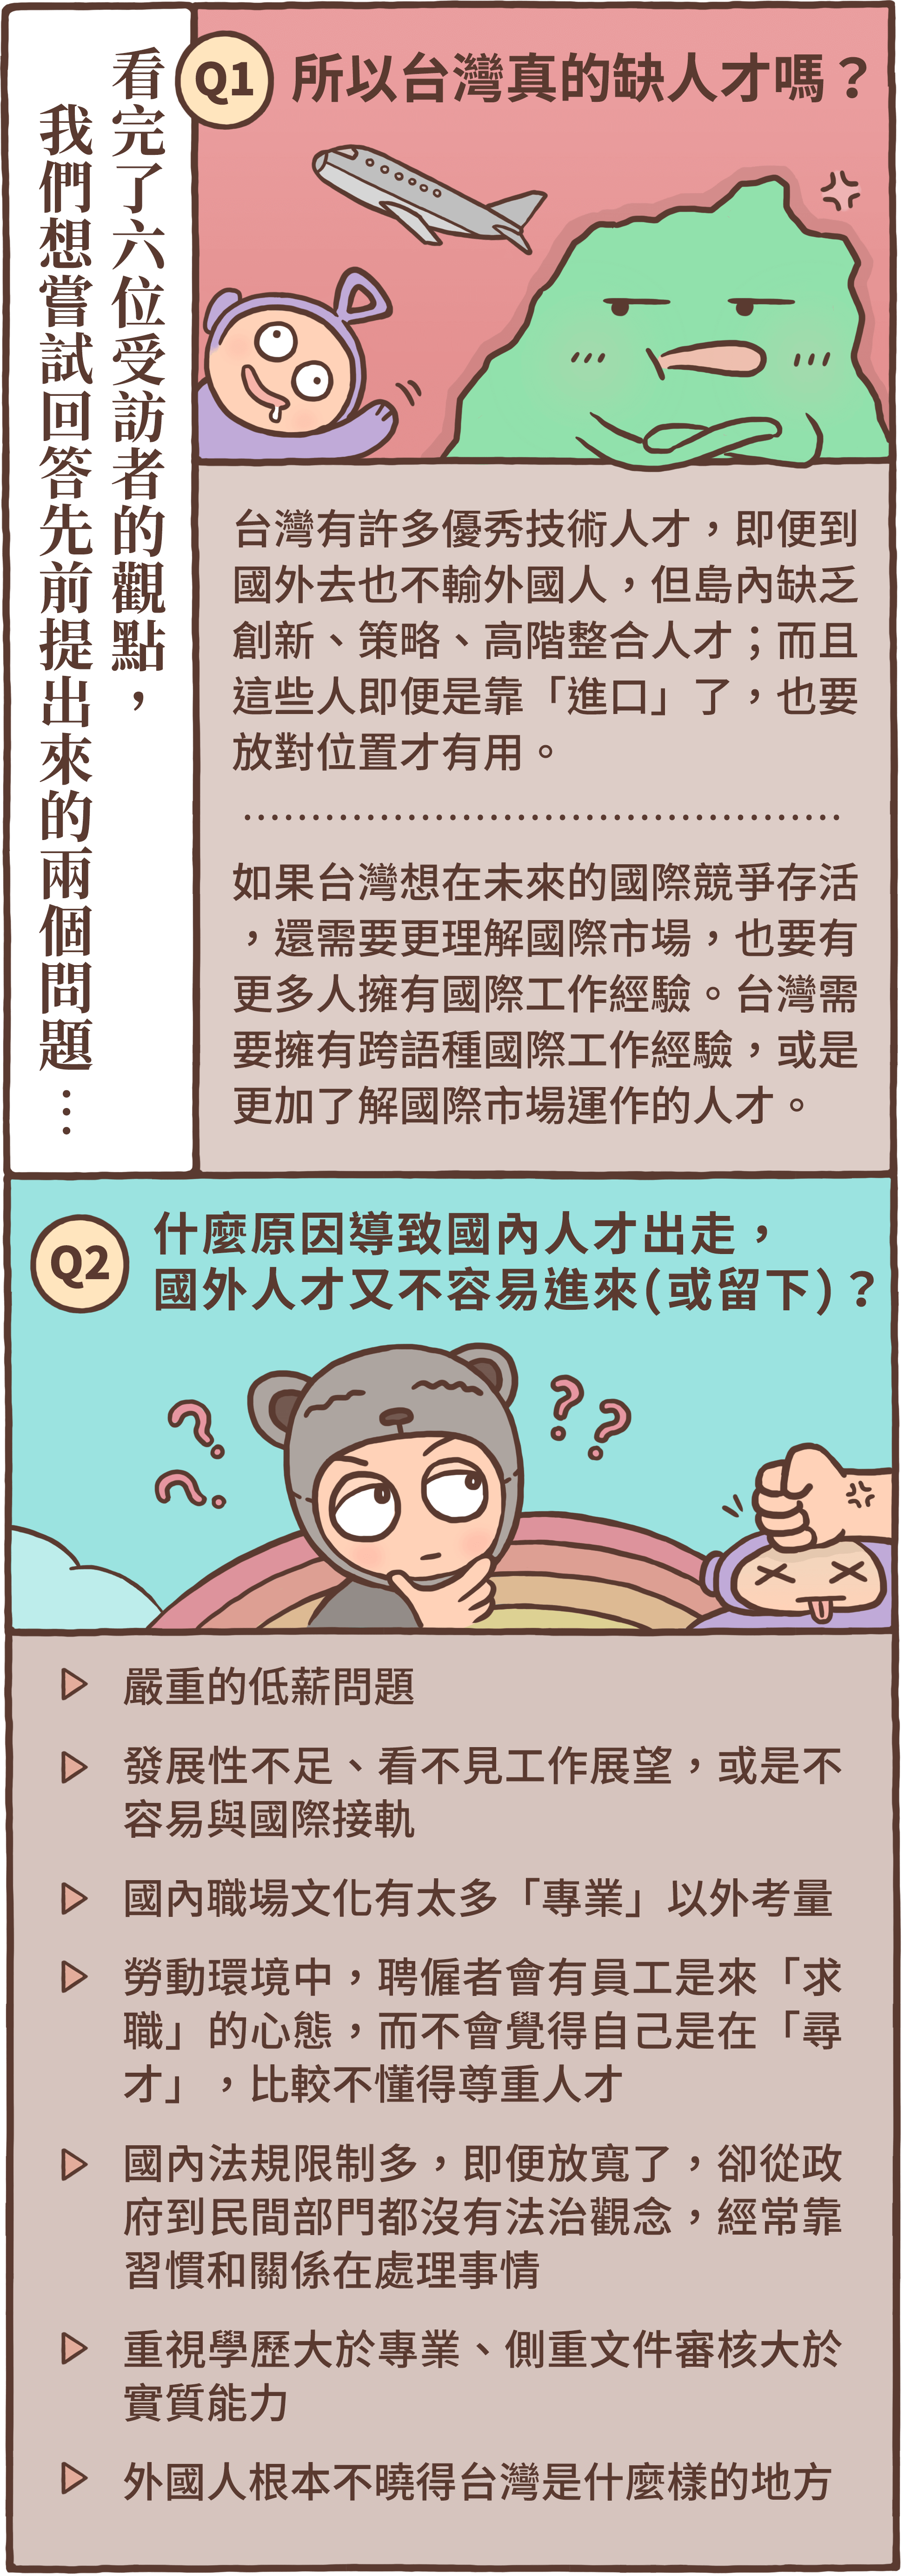 看完了六位受訪者的觀點，
我們想嘗試回答先前提出來的兩個問題…
Q1
所以台灣真的缺人才嗎？
台灣有許多優秀技術人才，即便到
國外去也不輸外國人，但島內缺乏
創新、策略、高階整合人才；而且
這些人即便是靠「進口」了，也要
放對位置才有用。
如果台灣想在未來的國際競爭存活
，還需要更理解國際市場，也要有
更多人擁有國際工作經驗。台灣需
要擁有跨語種國際工作經驗，或是
更加了解國際市場運作的人才。
Q2
什麼原因導致國內人才出走，
國外人才又不容易進來(或留下)？
???
?
嚴重的低薪問題
發展性不足、看不見工作展望，或是不
容易與國際接軌
國內職場文化有太多「專業」以外考量
勞動環境中，聘僱者會有員工是來「求
職」的心態，而不會覺得自己是在「尋
才」，比較不懂得尊重人才
國內法規限制多，即便放寬了，卻從政
府到民間部門都沒有法治觀念，經常靠
習慣和關係在處理事情
重視學歷大於專業、側重文件審核大於
實質能力
外國人根本不曉得台灣是什麼樣的地方